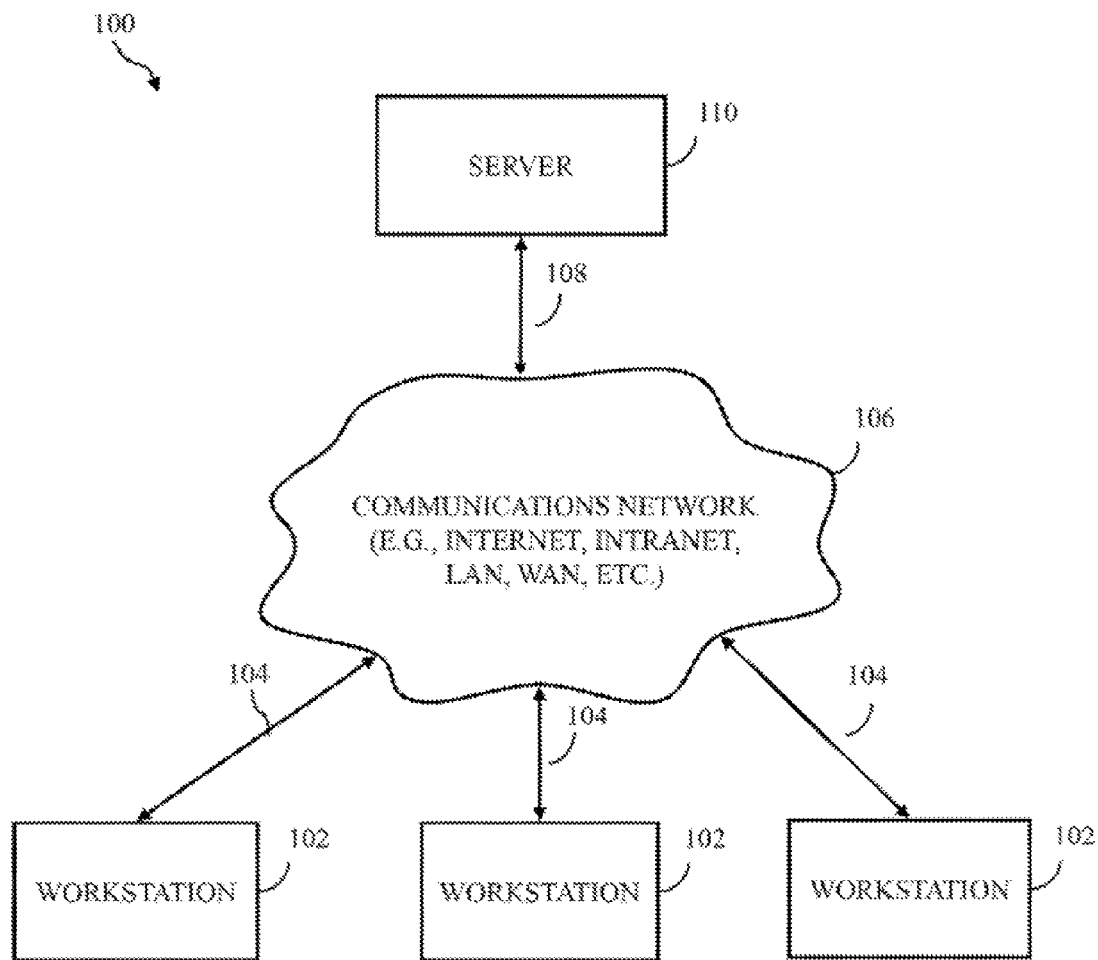 100
110
SERVER
108
106
COMMUNICATIONS NETWORK
(E.G., INTERNET, INTRANET,
LAN, WAN, ETC.)
104
104
104
102
102
102
WORKSTATION
WORKSTATION
WORKSTATION